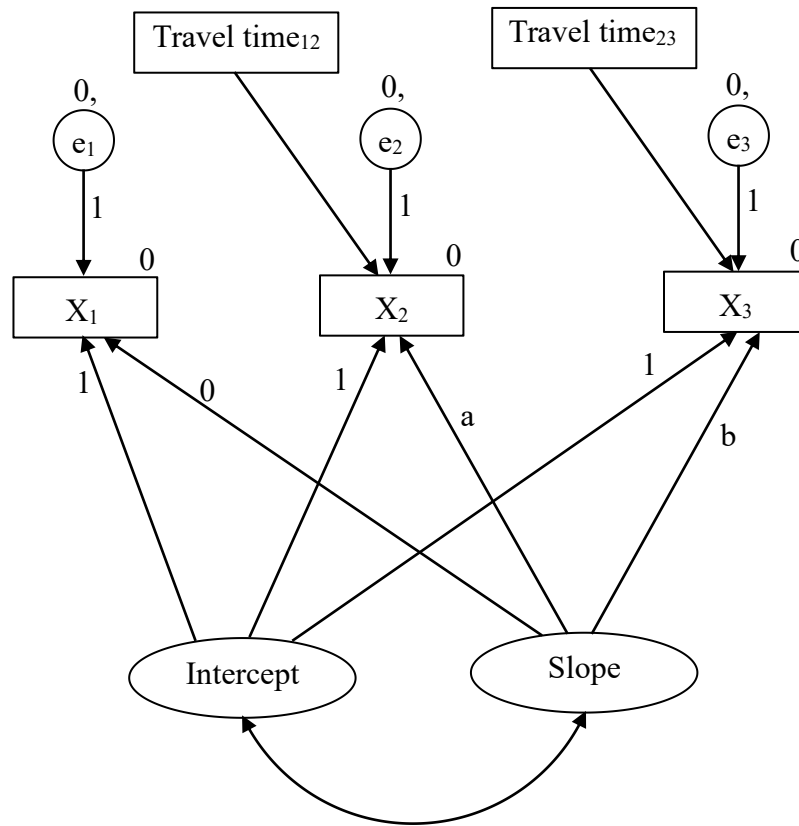 Travel time₁₂
Travel time₂₃
0,
0,
0,
e₁
e₂
e₃
1
1
1
0
0
0
X₁
X₂
X₃
1
0
1
a
1
b
Intercept
Slope